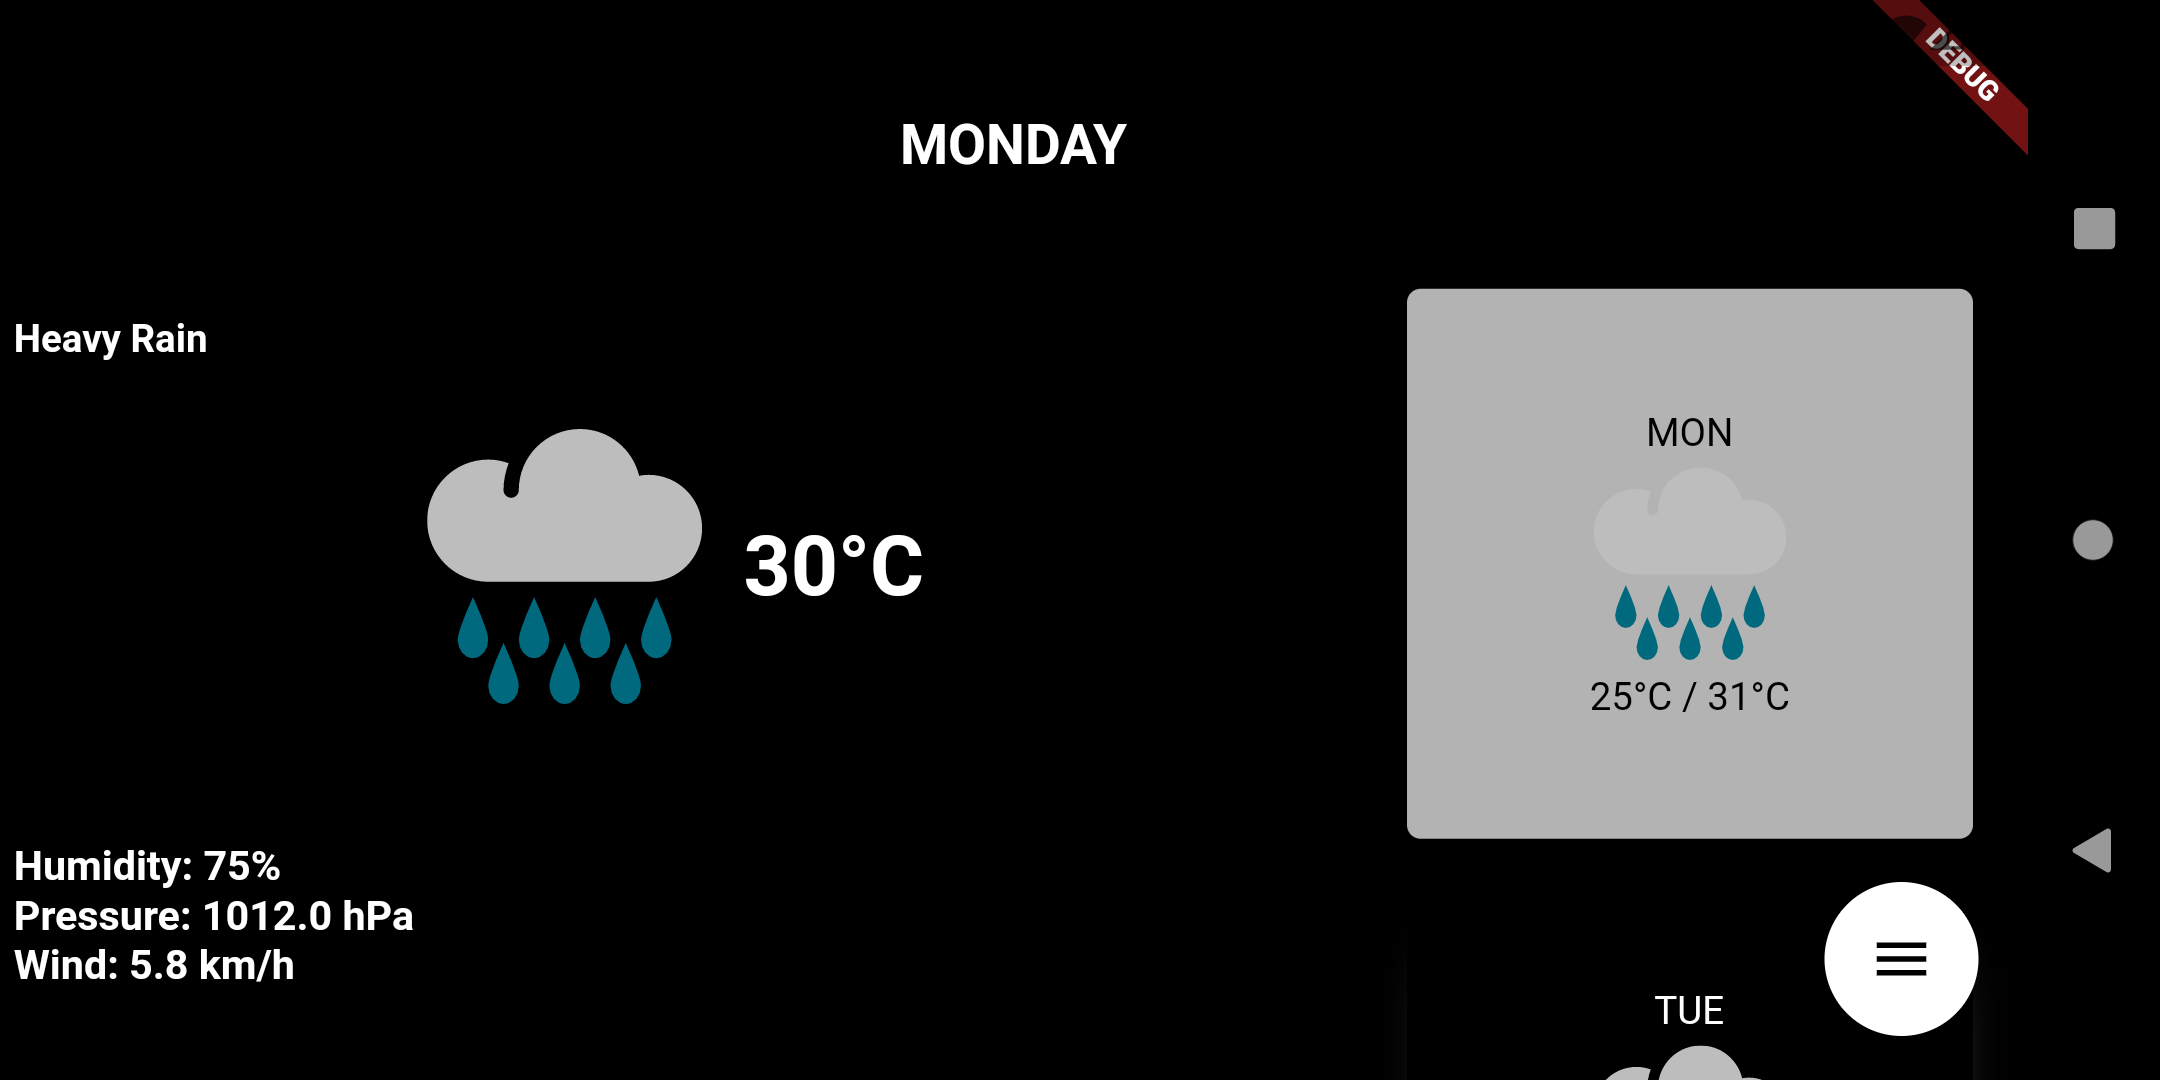 DEBUG
MONDAY
Heavy Rain
30°C
Humidity: 75%
Pressure: 1012.0 hPa
Wind: 5.8 km/h
MON
25°C / 31°C
TUE